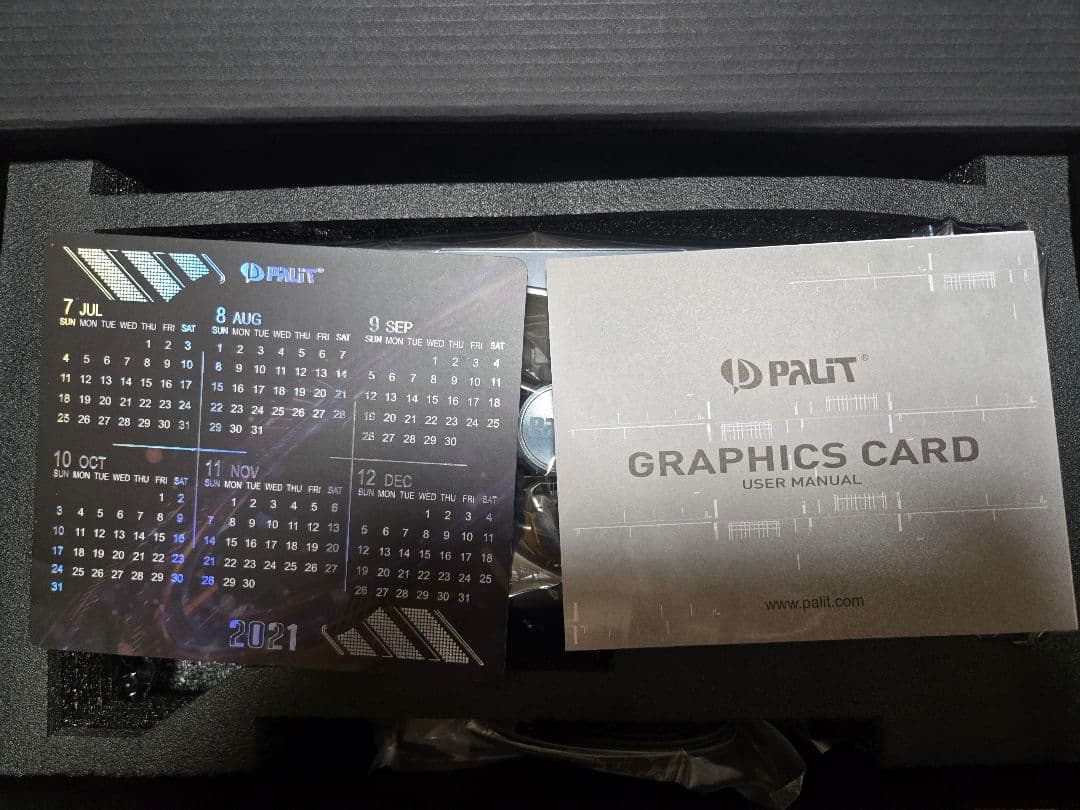 PALIT®
7 JUL
SUN MON TUE WED THU FRI SAT
1 2 3
4 5 6 7 8 9 10
11 12 13 14 15 16 17
18 19 20 21 22 23 24
25 26 27 28 29 30 31
8 AUG
SUN MON TUE WED THU FRI SAT
1 2 3 4 5 6 7
8 9 10 11 12 13 14
15 16 17 18 19 20 21
22 23 24 25 26 27 28
29 30 31
9 SEP
SUN MON TUE WED THU FRI SAT
1 2 3 4
5 6 7 8 9 10 11
12 13 14 15 16 17 18
19 20 21 22 23 24 25
26 27 28 29 30
10 OCT
SUN MON TUE WED THU FRI SAT
1 2
3 4 5 6 7 8 9
10 11 12 13 14 15 16
17 18 19 20 21 22 23
24 25 26 27 28 29 30
31
11 NOV
SUN MON TUE WED THU FRI SAT
1 2 3 4 5 6
7 8 9 10 11 12 13
14 15 16 17 18 19 20
21 22 23 24 25 26 27
28 29 30
12 DEC
SUN MON TUE WED THU FRI SAT
1 2 3 4
5 6 7 8 9 10 11
12 13 14 15 16 17 18
19 20 21 22 23 24 25
26 27 28 29 30 31
2021
PALIT®
GRAPHICS CARD
USER MANUAL
www.palit.com